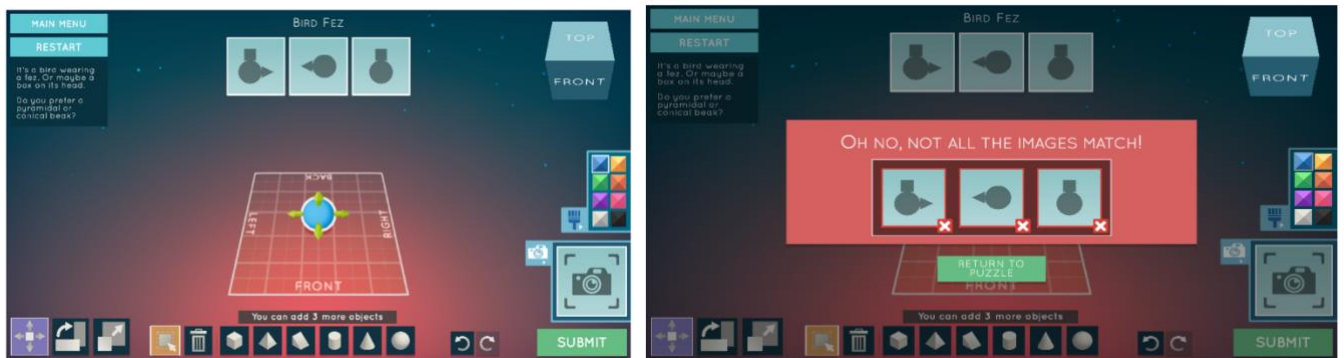 MAIN MENU
BIRD FEZ
RESTART
It's a bird wearing
a fez. Or maybe a
box on its head.
Do you prefer a
pyramidal or
conical beak?
TOP
FRONT
BACK
LEFT
RIGHT
FRONT
You can add 3 more objects
SUBMIT
MAIN MENU
BIRD FEZ
RESTART
It's a bird wearing
a fez. Or maybe a
box on its head.
Do you prefer a
pyramidal or
conical beak?
TOP
FRONT
OH NO, NOT ALL THE IMAGES MATCH!
RETURN TO
PUZZLE
FRONT
You can add 3 more objects
SUBMIT